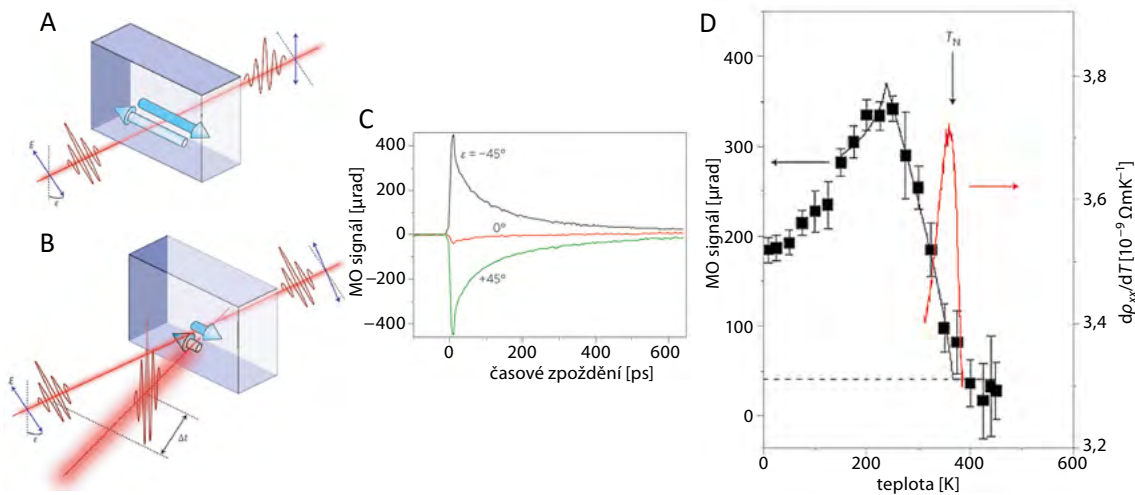 A
E
ε
B
E
ε
Δt
C
MO signál [µrad]
400
200
0
−200
−400
ε = −45°
0°
+45°
0
200
400
600
časové zpoždění [ps]
D
MO signál [µrad]
400
300
200
100
0
T_N
3,8
3,6
3,4
3,2
dρ_xx/dT [10⁻⁹ ΩmK⁻¹]
0
200
400
600
teplota [K]